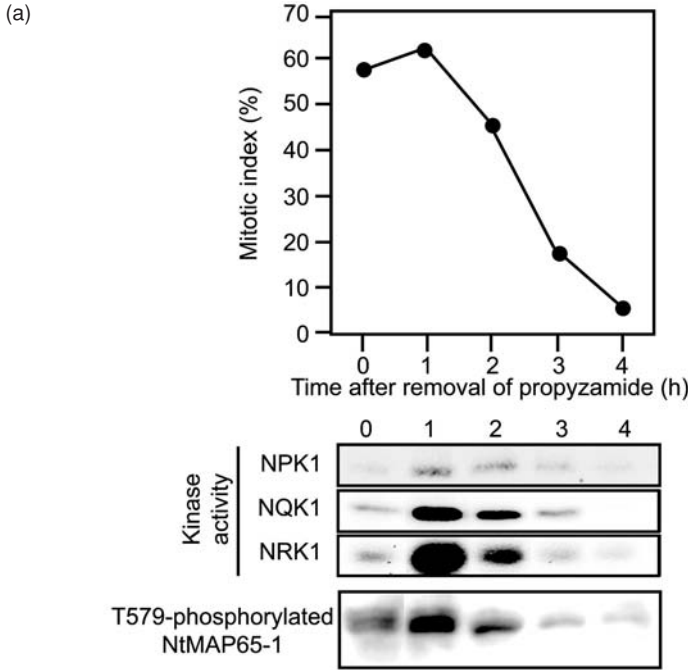 (a)
70
60
50
40
30
20
10
0
Mitotic index (%)
0 1 2 3 4
Time after removal of propyzamide (h)
0 1 2 3 4
Kinase activity
NPK1
NQK1
NRK1
T579-phosphorylated
NtMAP65-1